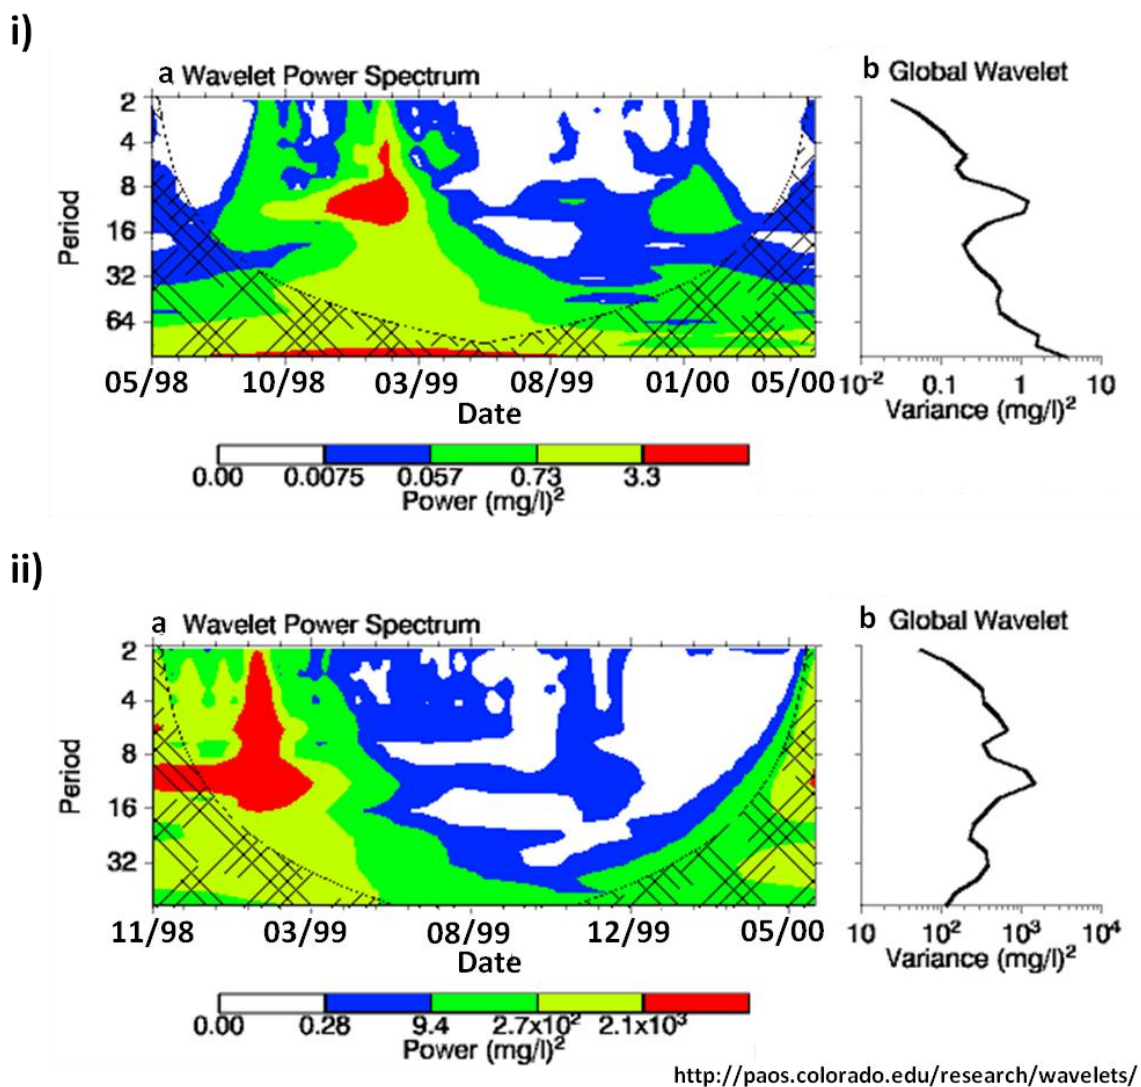 i)
a Wavelet Power Spectrum
b Global Wavelet
2
4
8
16
32
64
Period
05/98 10/98 03/99 08/99 01/00 05/00
Date
10-2 0.1 1 10
Variance (mg/l)2
0.00 0.0075 0.057 0.73 3.3
Power (mg/l)2
ii)
a Wavelet Power Spectrum
b Global Wavelet
2
4
8
16
32
Period
11/98 03/99 08/99 12/99 05/00
Date
10 102 103 104
Variance (mg/l)2
0.00 0.28 9.4 2.7x102 2.1x103
Power (mg/l)2
http://paos.colorado.edu/research/wavelets/